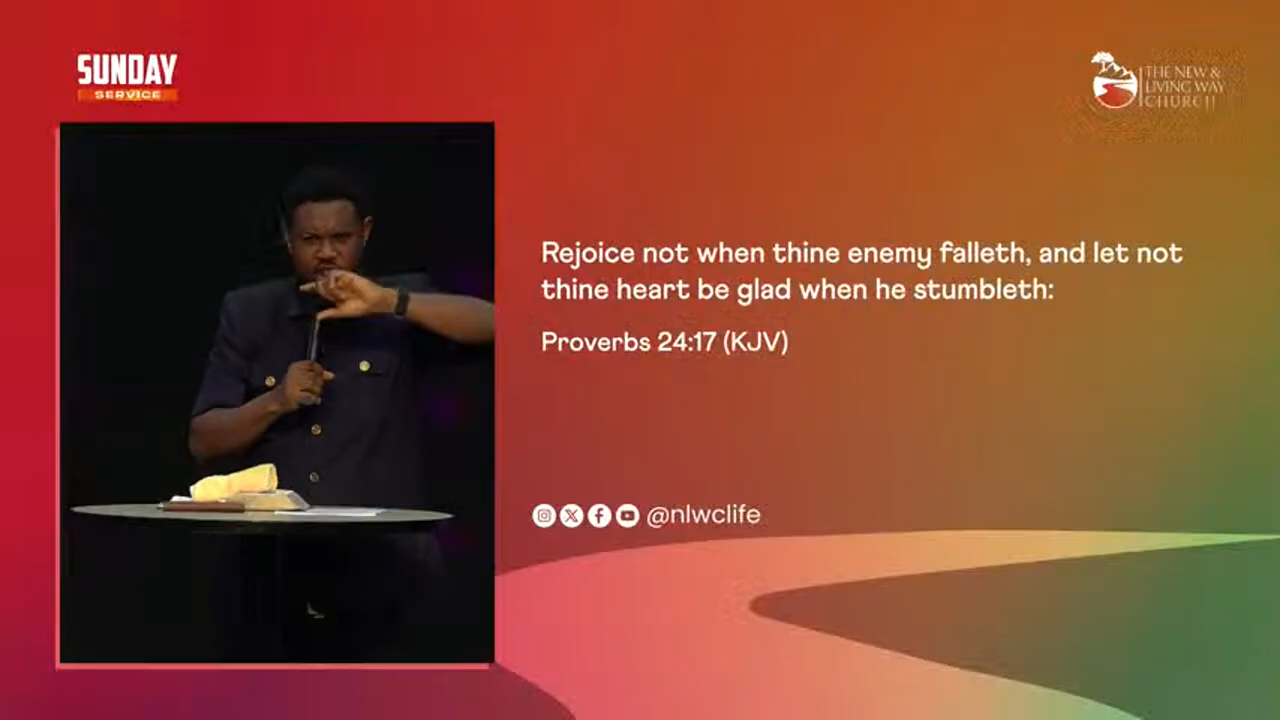 SUNDAY
SERVICE
THE NEW &
LIVING WAY
CHURCH
Rejoice not when thine enemy falleth, and let not
thine heart be glad when he stumbleth:
Proverbs 24:17 (KJV)
@nlwclife